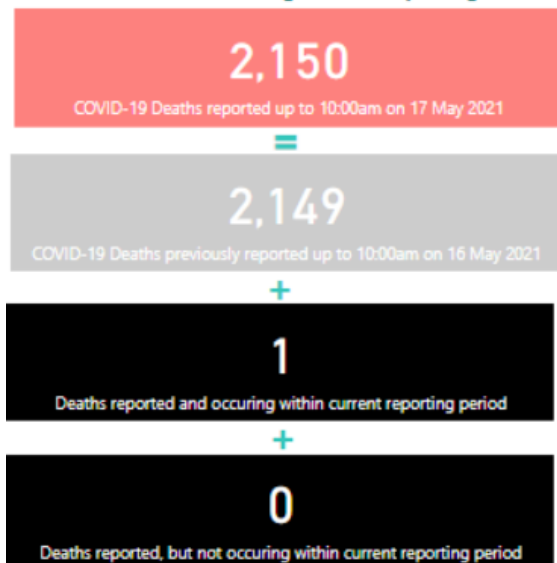 2,150
COVID-19 Deaths reported up to 10:00am on 17 May 2021
=
2,149
COVID-19 Deaths previously reported up to 10:00am on 16 May 2021
+
1
Deaths reported and occuring within current reporting period
+
0
Deaths reported, but not occuring within current reporting period